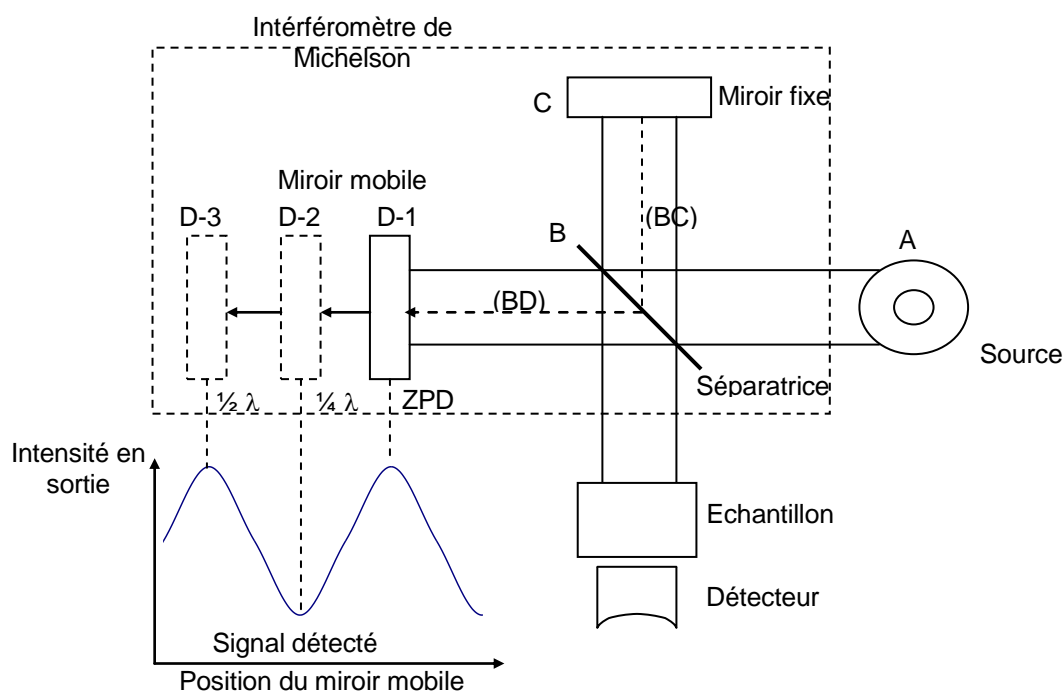 Intérféromètre de
Michelson
C
Miroir fixe
Miroir mobile
D-3
D-2
D-1
B
(BC)
A
(BD)
Source
Séparatrice
½ λ
¼ λ
ZPD
Intensité en
sortie
Echantillon
Détecteur
Signal détecté
Position du miroir mobile